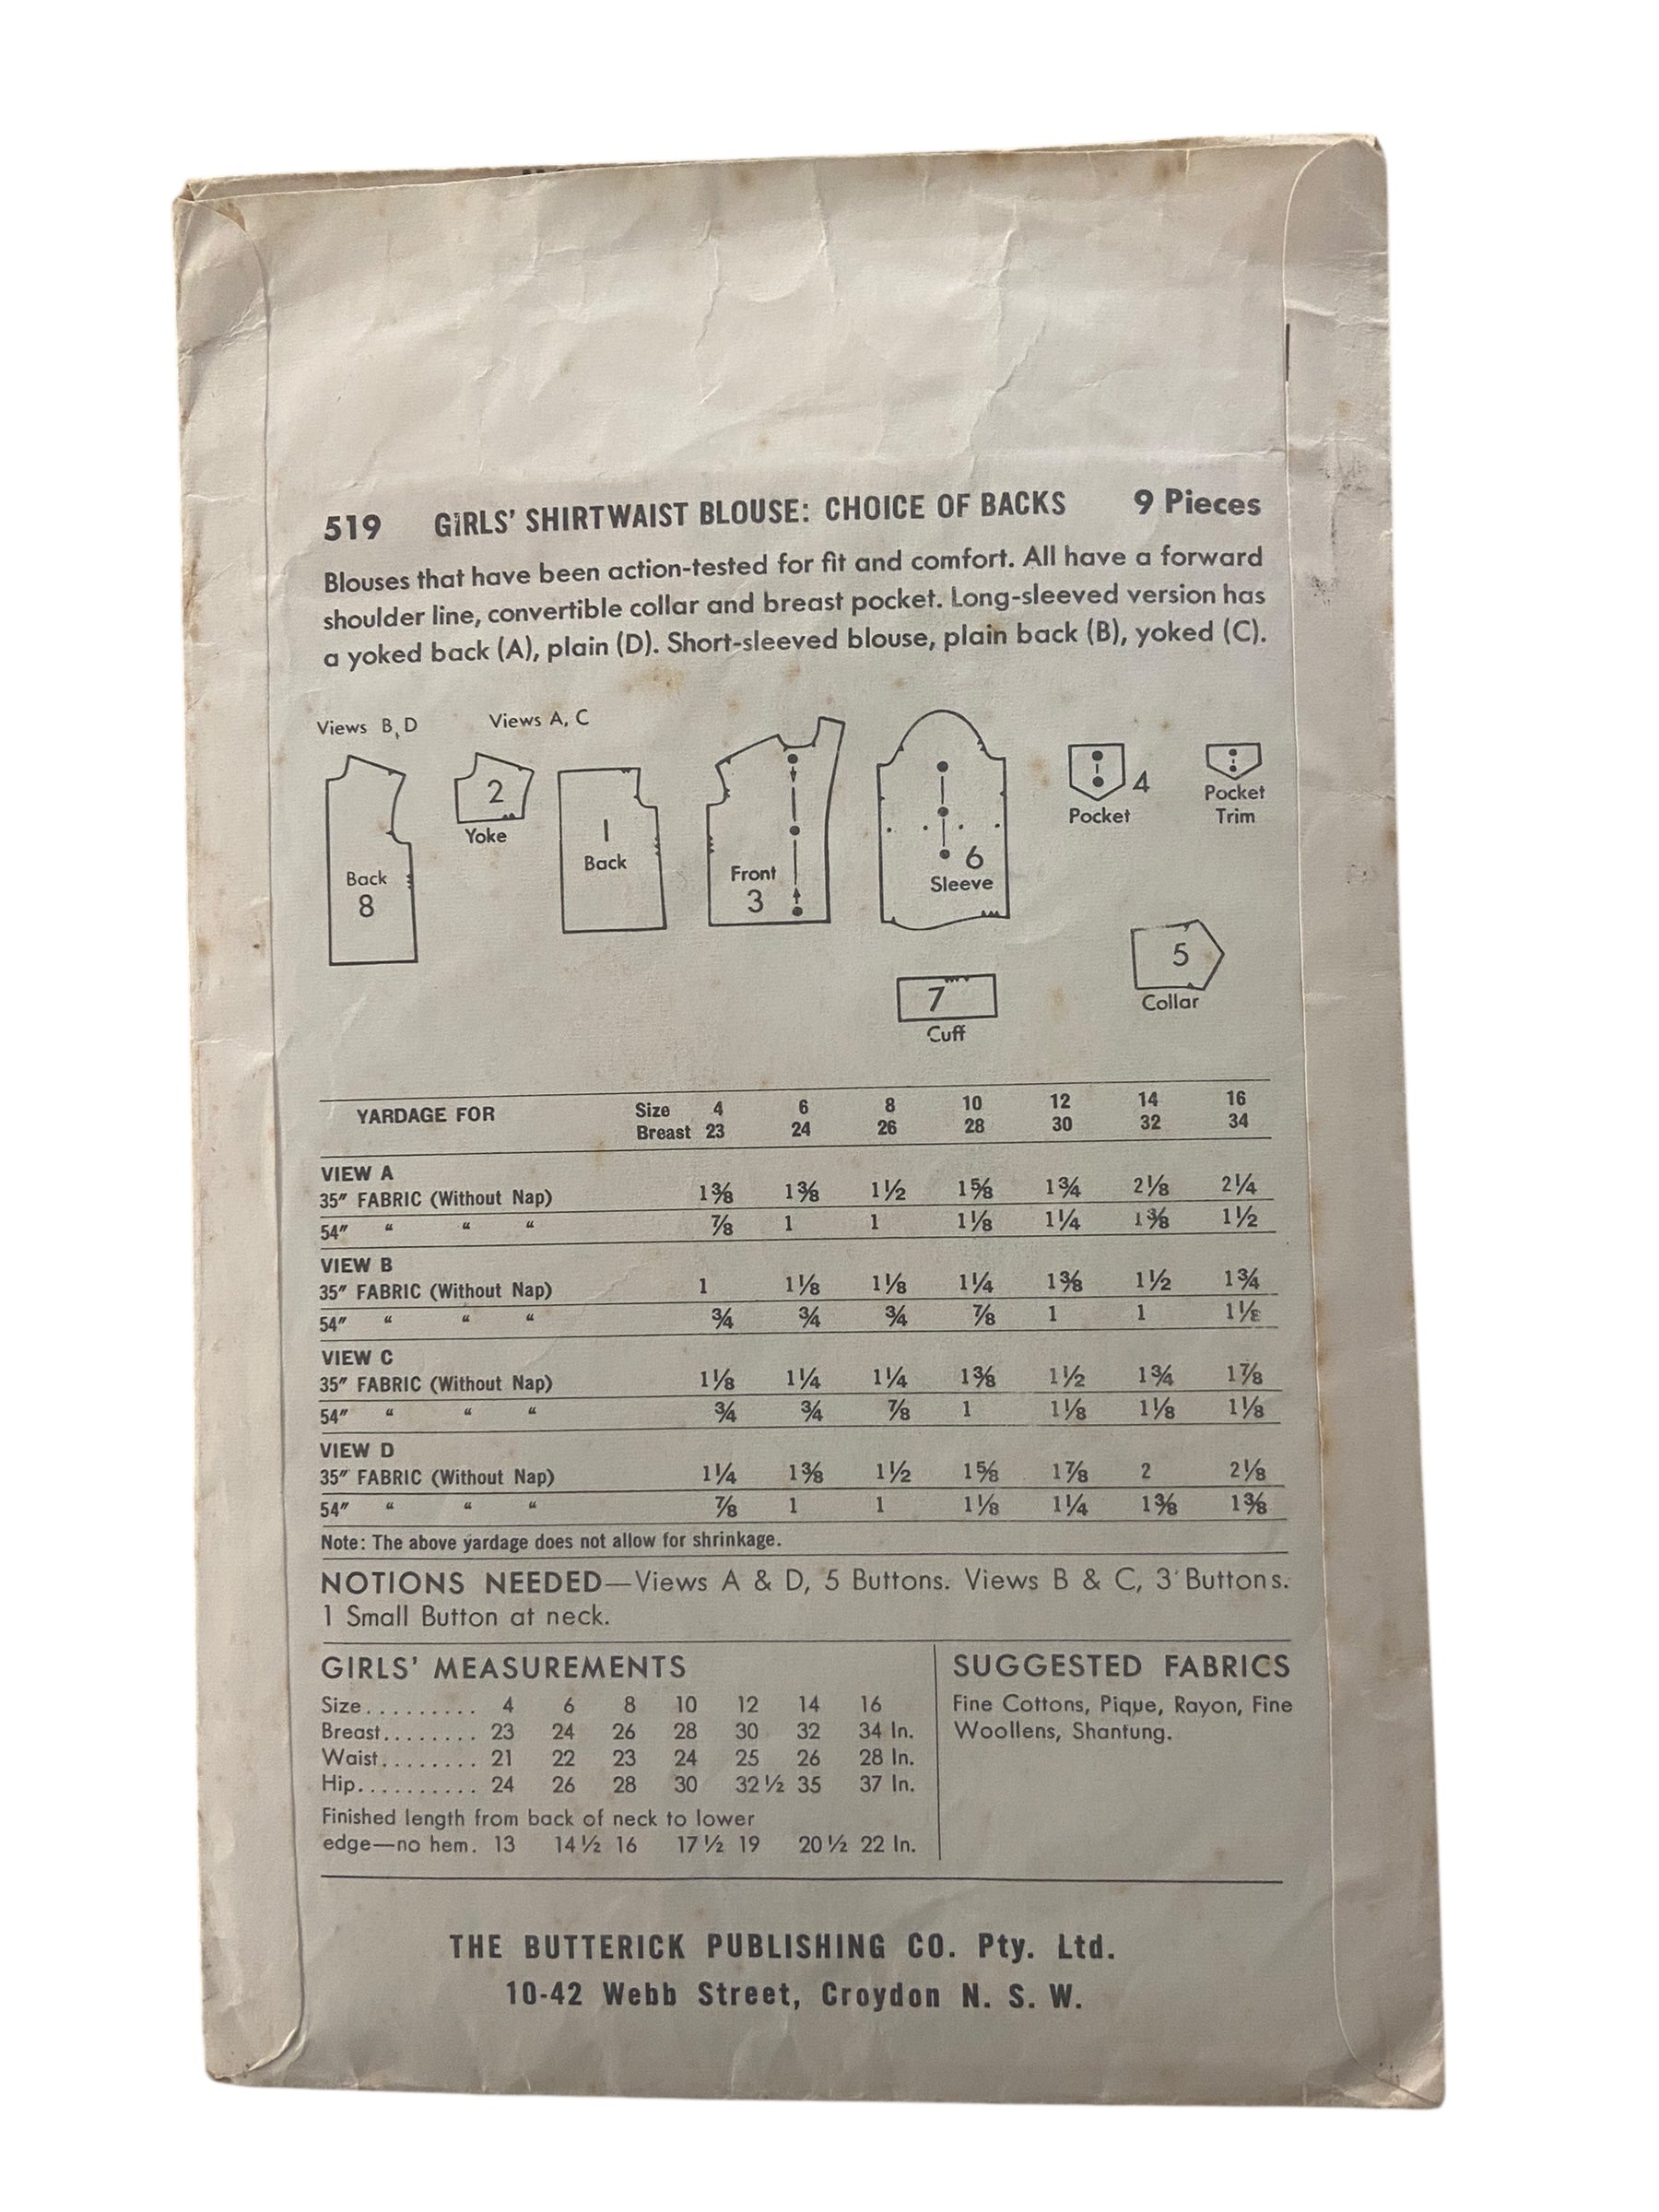 519 GIRLS' SHIRTWAIST BLOUSE: CHOICE OF BACKS 9 Pieces
Blouses that have been action-tested for fit and comfort. All have a forward
shoulder line, convertible collar and breast pocket. Long-sleeved version has
a yoked back (A), plain (D). Short-sleeved blouse, plain back (B), yoked (C).
Views B, D Views A, C
Back
8
2
Yoke
1
Back
Front
3
6
Sleeve
4
Pocket
Pocket
Trim
7
Cuff
5
Collar
YARDAGE FOR Size 4 6 8 10 12 14 16
Breast 23 24 26 28 30 32 34
VIEW A
35" FABRIC (Without Nap) 1⅜ 1⅜ 1½ 1⅝ 1¾ 2⅛ 2¼
54" " " " ⅞ 1 1 1⅛ 1¼ 1⅜ 1½
VIEW B
35" FABRIC (Without Nap) 1 1⅛ 1⅛ 1¼ 1⅜ 1½ 1¾
54" " " " ¾ ¾ ¾ ⅞ 1 1 1⅛
VIEW C
35" FABRIC (Without Nap) 1⅛ 1¼ 1¼ 1⅜ 1½ 1¾ 1⅞
54" " " " ¾ ¾ ⅞ 1 1⅛ 1⅛ 1⅛
VIEW D
35" FABRIC (Without Nap) 1¼ 1⅜ 1½ 1⅝ 1⅞ 2 2⅛
54" " " " ⅞ 1 1 1⅛ 1¼ 1⅜ 1⅜
Note: The above yardage does not allow for shrinkage.
NOTIONS NEEDED—Views A & D, 5 Buttons. Views B & C, 3 Buttons.
1 Small Button at neck.
GIRLS' MEASUREMENTS
Size.......... 4 6 8 10 12 14 16
Breast........ 23 24 26 28 30 32 34 In.
Waist........ 21 22 23 24 25 26 28 In.
Hip.......... 24 26 28 30 32½ 35 37 In.
Finished length from back of neck to lower
edge—no hem. 13 14½ 16 17½ 19 20½ 22 In.
SUGGESTED FABRICS
Fine Cottons, Pique, Rayon, Fine
Woollens, Shantung.
THE BUTTERICK PUBLISHING CO. Pty. Ltd.
10-42 Webb Street, Croydon N. S. W.